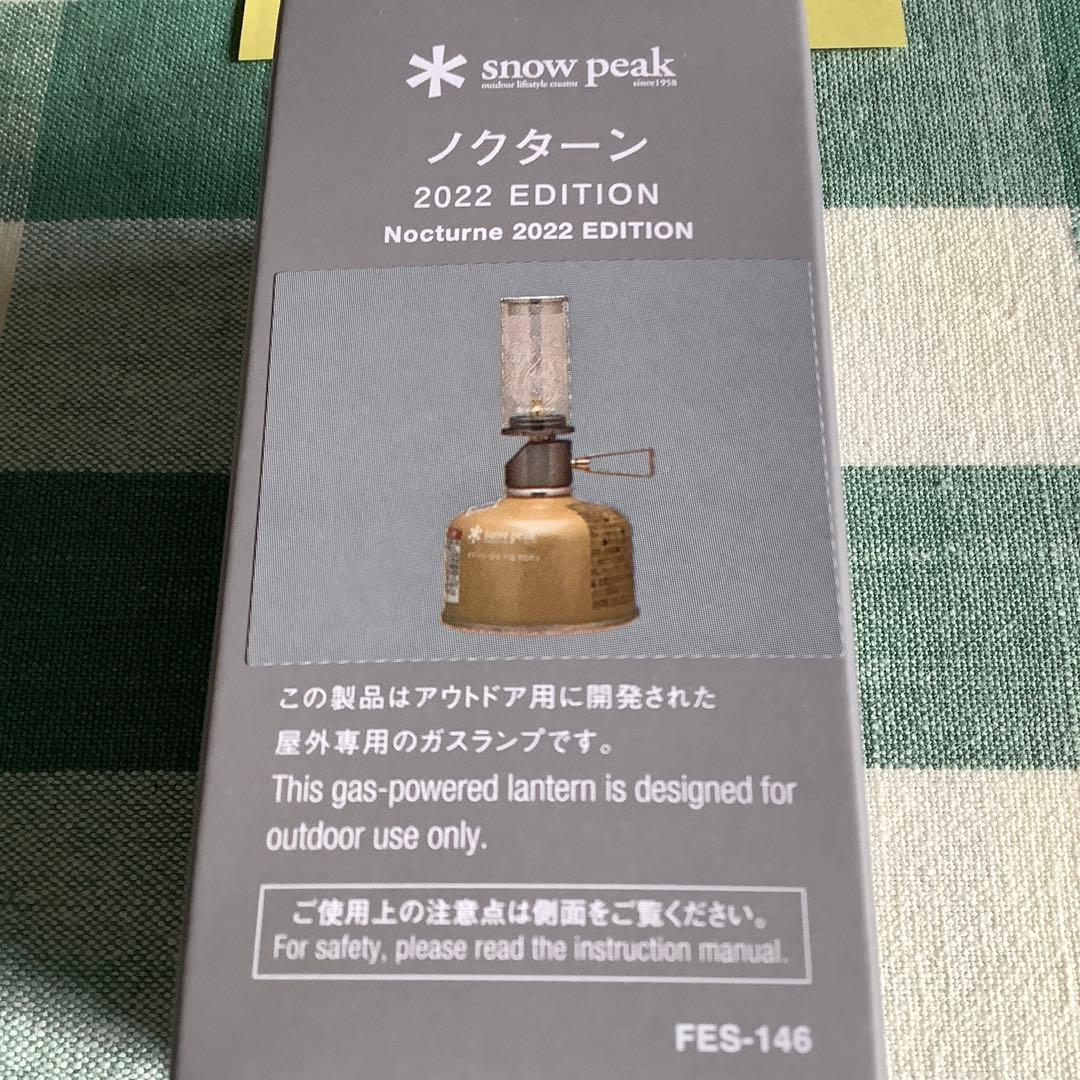 snow peak
outdoor lifestyle creator since1958
ノクターン
2022 EDITION
Nocturne 2022 EDITION
snow peak
この製品はアウトドア用に開発された
屋外専用のガスランプです。
This gas-powered lantern is designed for
outdoor use only.
ご使用上の注意点は側面をご覧ください。
For safety, please read the instruction manual.
FES-146